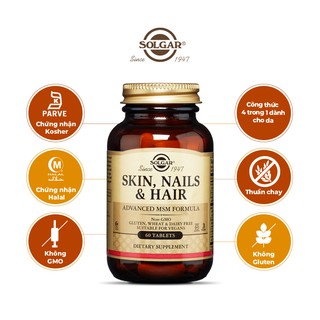 SOLGAR®
Since 1947
K
PARVE
Chứng nhận
Kosher
Công thức
4 trong 1 dành
cho da
M
Chứng nhận
Halal
Thuần chay
Không
GMO
Không
Gluten
SOLGAR®
Since 1947
SKIN, NAILS
& HAIR
ADVANCED MSM FORMULA
Non-GMO
GLUTEN, WHEAT & DAIRY FREE
SUITABLE FOR VEGANS
60 TABLETS
DIETARY SUPPLEMENT